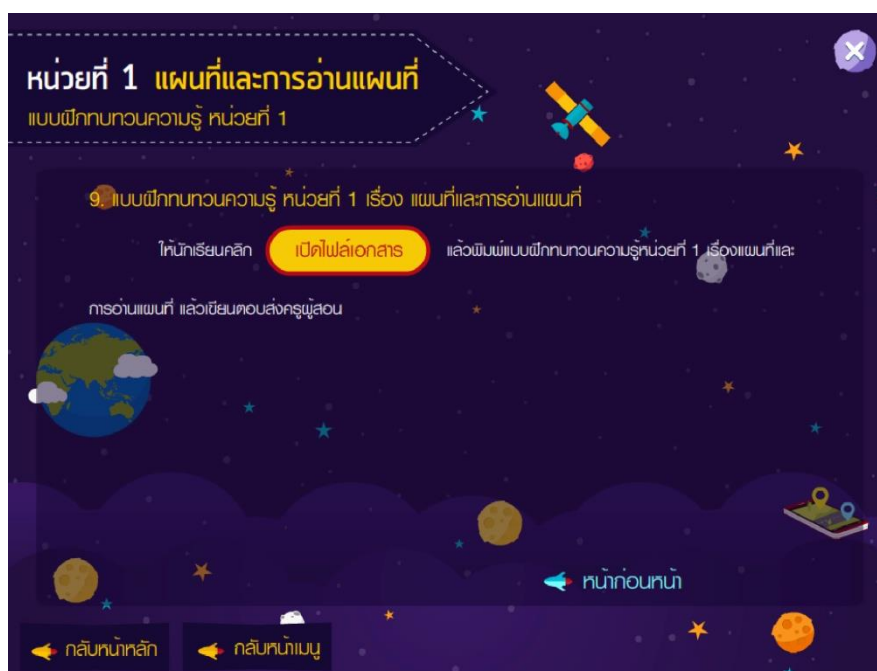 หน่วยที่ 1 แผนที่และการอ่านแผนที่
แบบฝึกทบทวนความรู้ หน่วยที่ 1
9. แบบฝึกทบทวนความรู้ หน่วยที่ 1 เรื่อง แผนที่และการอ่านแผนที่
ให้นักเรียนคลิก เปิดไฟล์เอกสาร แล้วพิมพ์แบบฝึกทบทวนความรู้หน่วยที่ 1 เรื่องแผนที่และ
การอ่านแผนที่ แล้วเขียนตอบส่งครูผู้สอน
หน้าก่อนหน้า
กลับหน้าหลัก กลับหน้าเมนู